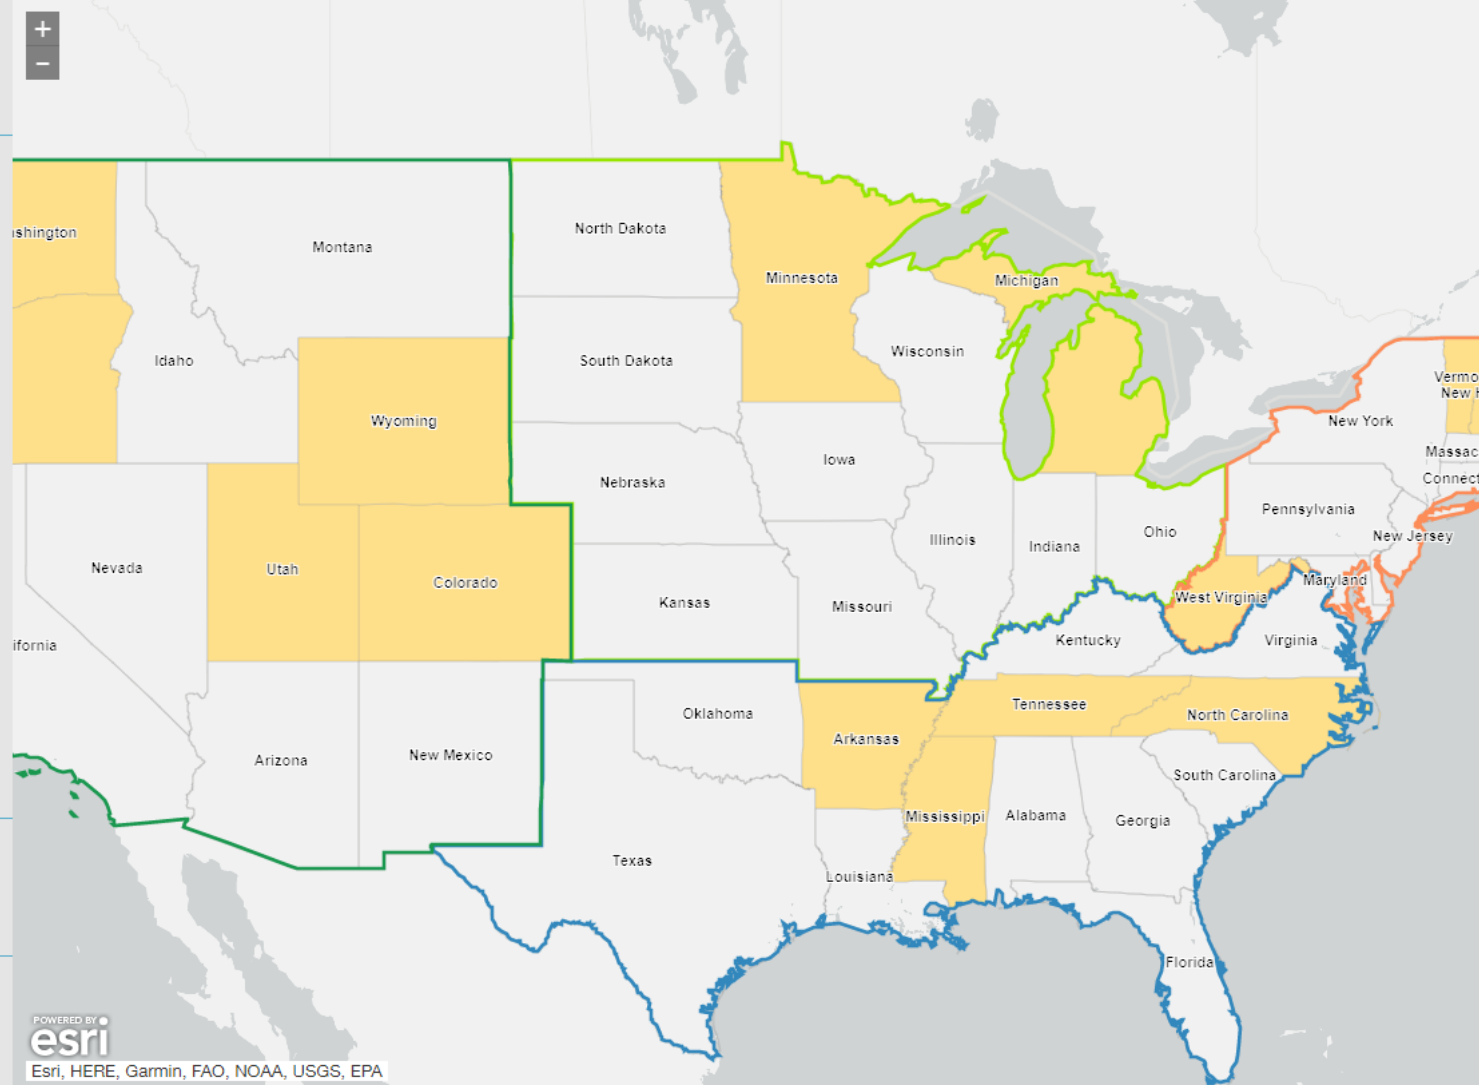 +
−
shington
North Dakota
Montana
Minnesota
Michigan
Wisconsin
Idaho
South Dakota
Vermo
New H
Wyoming
New York
Iowa
Massac
Nebraska
Connect
Pennsylvania
Ohio
New Jersey
Illinois
Indiana
Nevada
Utah
Colorado
Maryland
West Virginia
Kansas
Missouri
Kentucky
Virginia
ifornia
Tennessee
Oklahoma
North Carolina
Arkansas
New Mexico
Arizona
South Carolina
Mississippi
Alabama
Georgia
Texas
Louisiana
Florida
POWERED BY
esri
Esri, HERE, Garmin, FAO, NOAA, USGS, EPA